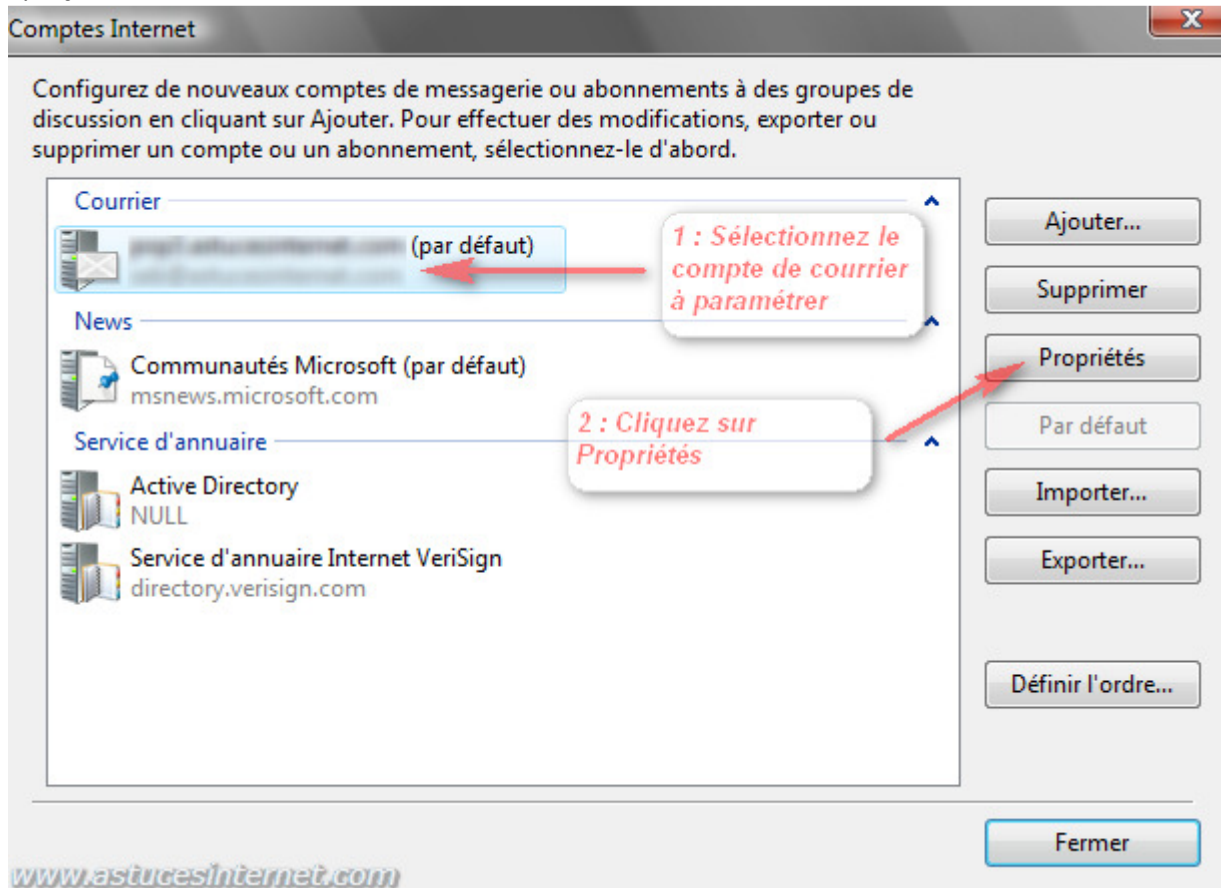 Comptes Internet
Configurez de nouveaux comptes de messagerie ou abonnements à des groupes de
discussion en cliquant sur Ajouter. Pour effectuer des modifications, exporter ou
supprimer un compte ou un abonnement, sélectionnez-le d'abord.
Courrier
(par défaut)
1 : Sélectionnez le
compte de courrier
à paramétrer
News
Communautés Microsoft (par défaut)
msnews.microsoft.com
2 : Cliquez sur
Propriétés
Service d'annuaire
Active Directory
NULL
Service d'annuaire Internet VeriSign
directory.verisign.com
Ajouter...
Supprimer
Propriétés
Par défaut
Importer...
Exporter...
Définir l'ordre...
Fermer
www.astucesinternet.com